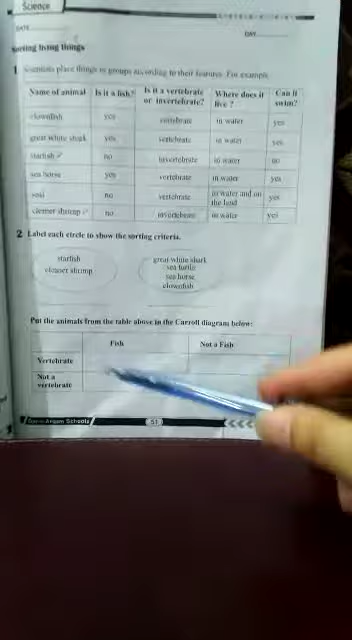 Science
DATE
DAY
Sorting living things
1 Scientists place things in groups according to their features. For example
Name of animal Is it a fish? Is it a vertebrate or invertebrate? Where does it live ? Can it swim?
clownfish yes vertebrate in water yes
great white shark yes vertebrate in water yes
starfish no invertebrate in water no
sea horse yes vertebrate in water yes
seal no vertebrate in water and on the land yes
cleaner shrimp no invertebrate in water yes
2 Label each circle to show the sorting criteria.
starfish
cleaner shrimp
great white shark
sea turtle
sea horse
clownfish
Put the animals from the table above in the Carroll diagram below:
Fish Not a Fish
Vertebrate
Not a
vertebrate
Schools
51